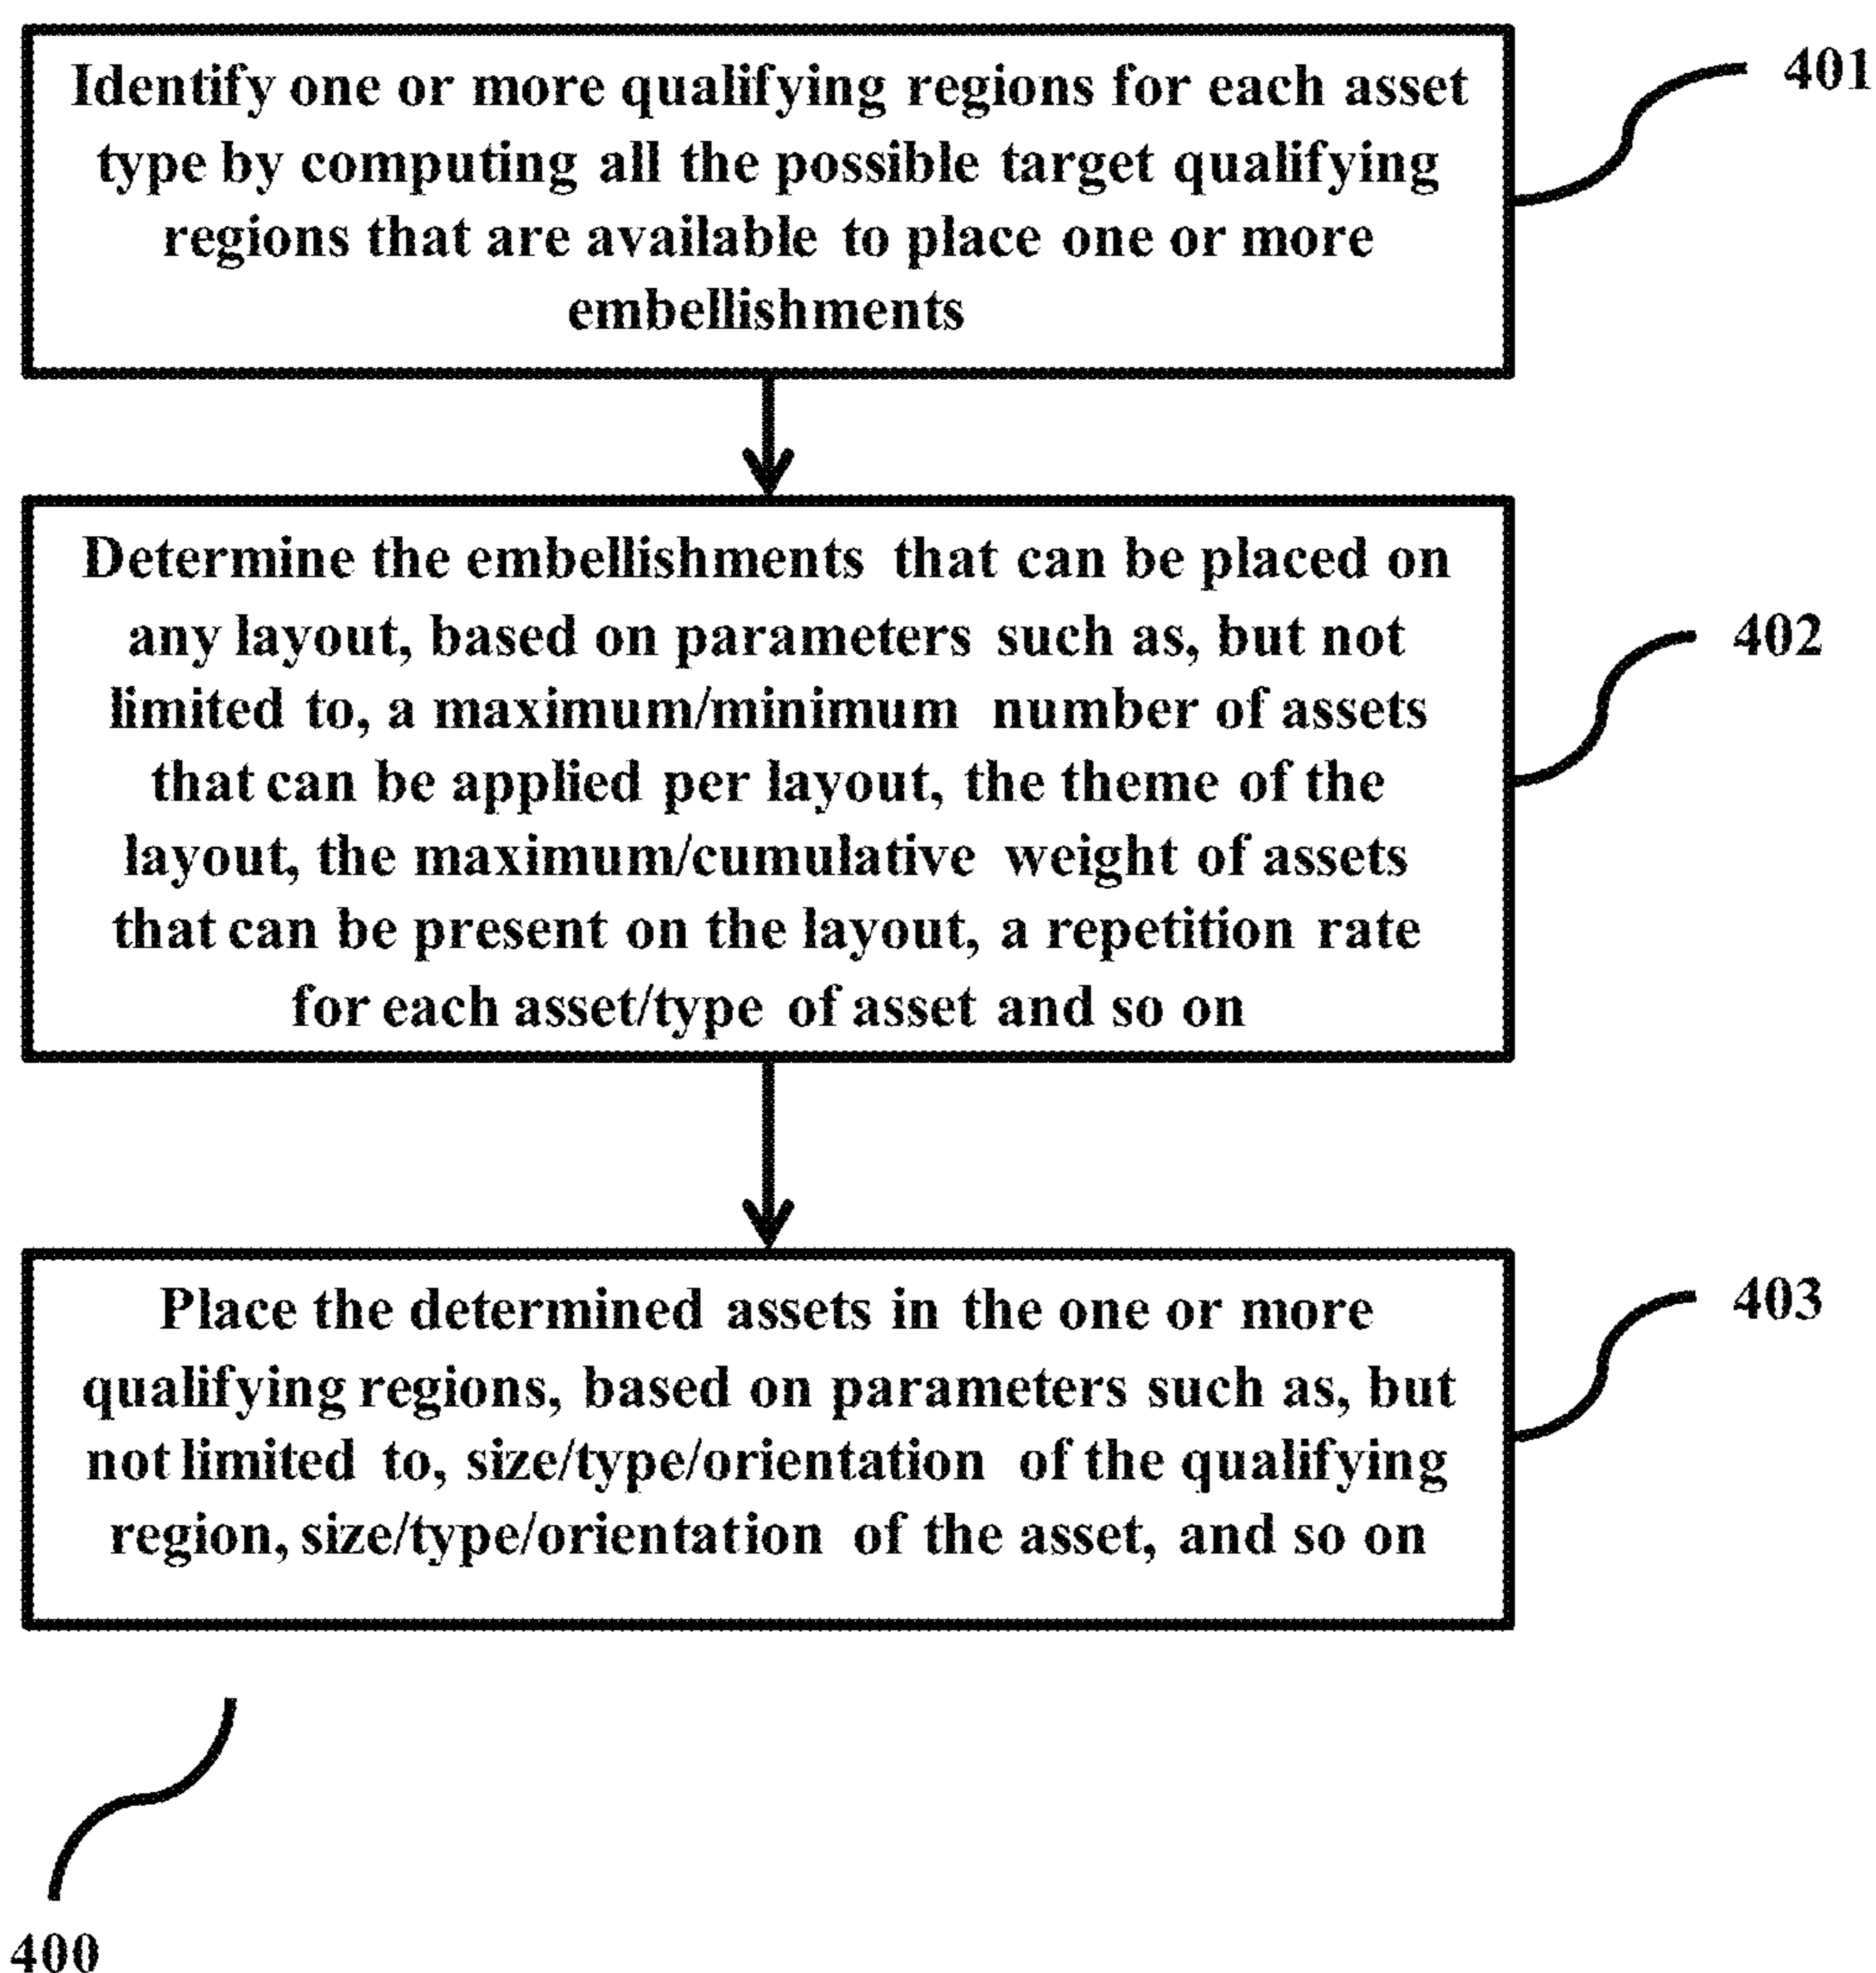 Identify one or more qualifying regions for each asset
type by computing all the possible target qualifying
regions that are available to place one or more
embellishments
401
Determine the embellishments that can be placed on
any layout, based on parameters such as, but not
limited to, a maximum/minimum number of assets
that can be applied per layout, the theme of the
layout, the maximum/cumulative weight of assets
that can be present on the layout, a repetition rate
for each asset/type of asset and so on
402
Place the determined assets in the one or more
qualifying regions, based on parameters such as, but
not limited to, size/type/orientation of the qualifying
region, size/type/orientation of the asset, and so on
403
400